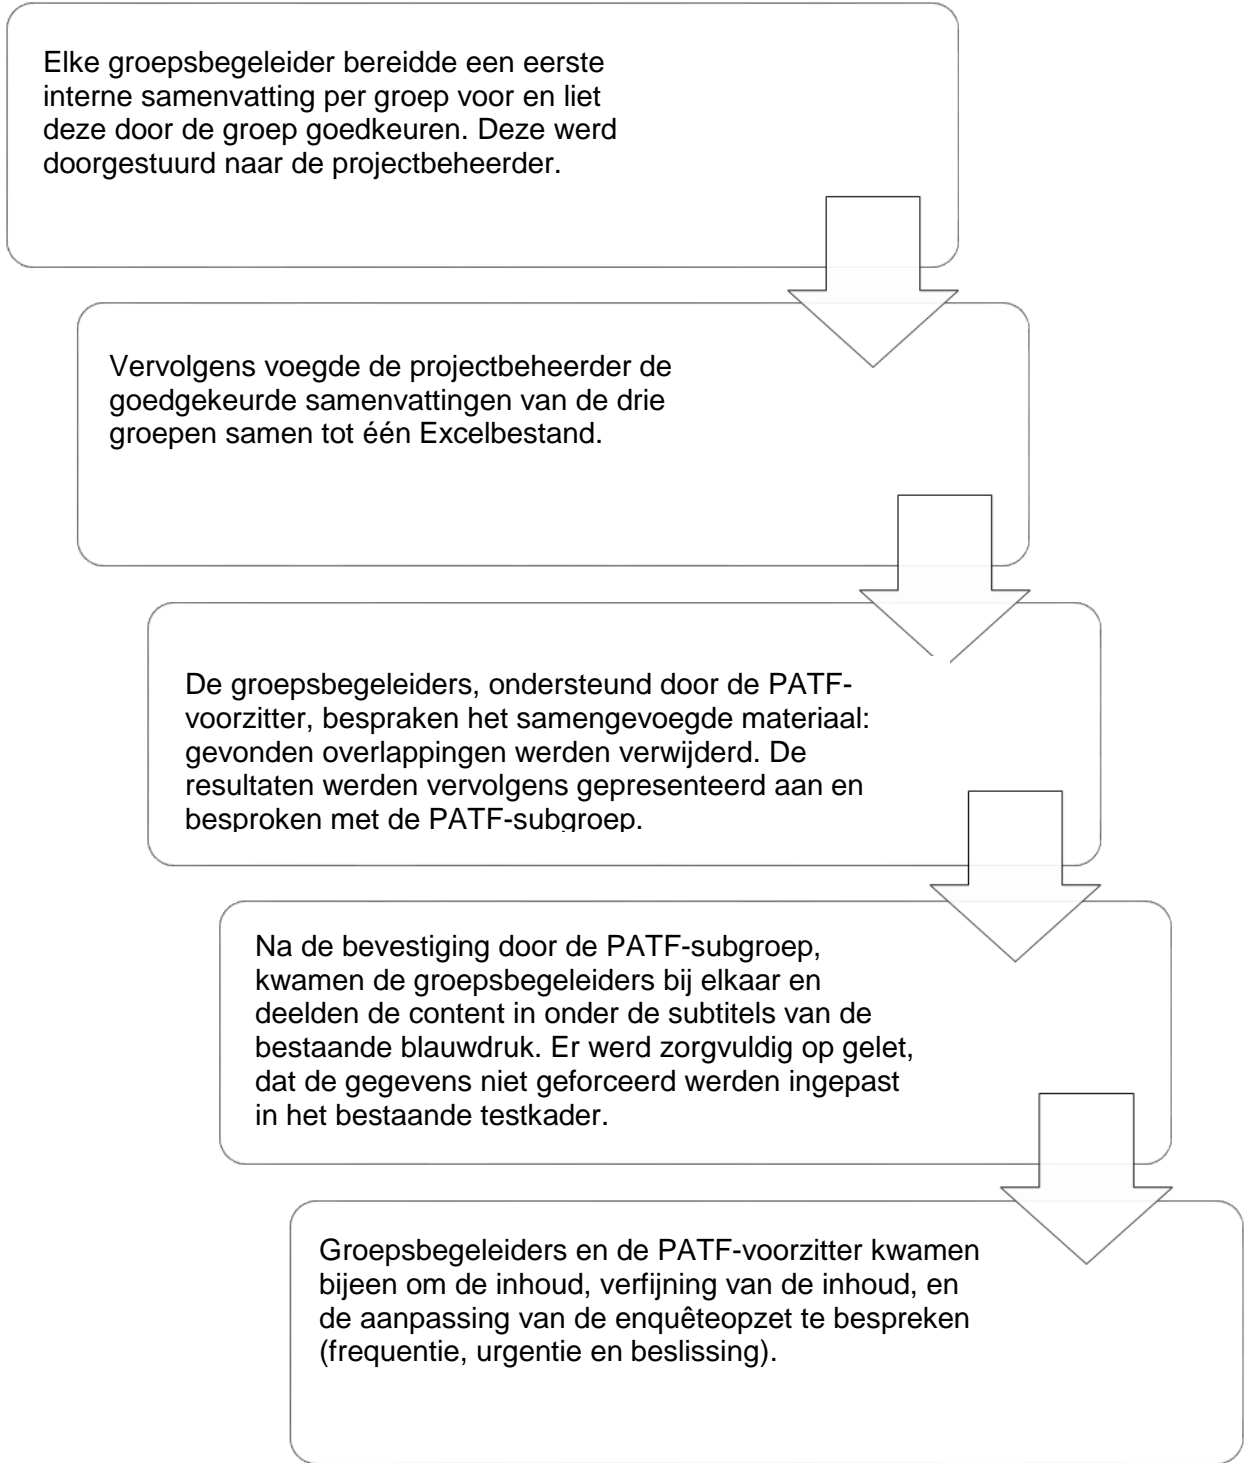 Elke groepsbegeleider bereidde een eerste
interne samenvatting per groep voor en liet
deze door de groep goedkeuren. Deze werd
doorgestuurd naar de projectbeheerder.
Vervolgens voegde de projectbeheerder de
goedgekeurde samenvattingen van de drie
groepen samen tot één Excelbestand.
De groepsbegeleiders, ondersteund door de PATF-
voorzitter, bespraken het samengevoegde materiaal:
gevonden overlappingen werden verwijderd. De
resultaten werden vervolgens gepresenteerd aan en
besproken met de PATF-subgroep.
Na de bevestiging door de PATF-subgroep,
kwamen de groepsbegeleiders bij elkaar en
deelden de content in onder de subtitels van de
bestaande blauwdruk. Er werd zorgvuldig op gelet,
dat de gegevens niet geforceerd werden ingepast
in het bestaande testkader.
Groepsbegeleiders en de PATF-voorzitter kwamen
bijeen om de inhoud, verfijning van de inhoud, en
de aanpassing van de enquêteopzet te bespreken
(frequentie, urgentie en beslissing).